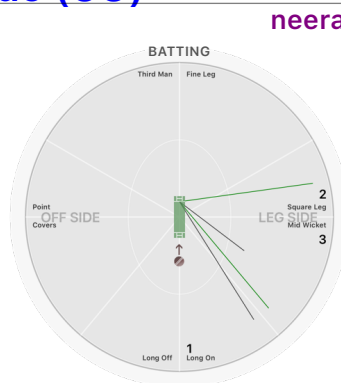 neera
BATTING
Third Man
Fine Leg
2
Point
Square Leg
OFF SIDE
LEG SIDE
Covers
Mid Wicket
3
1
Long Off
Long On